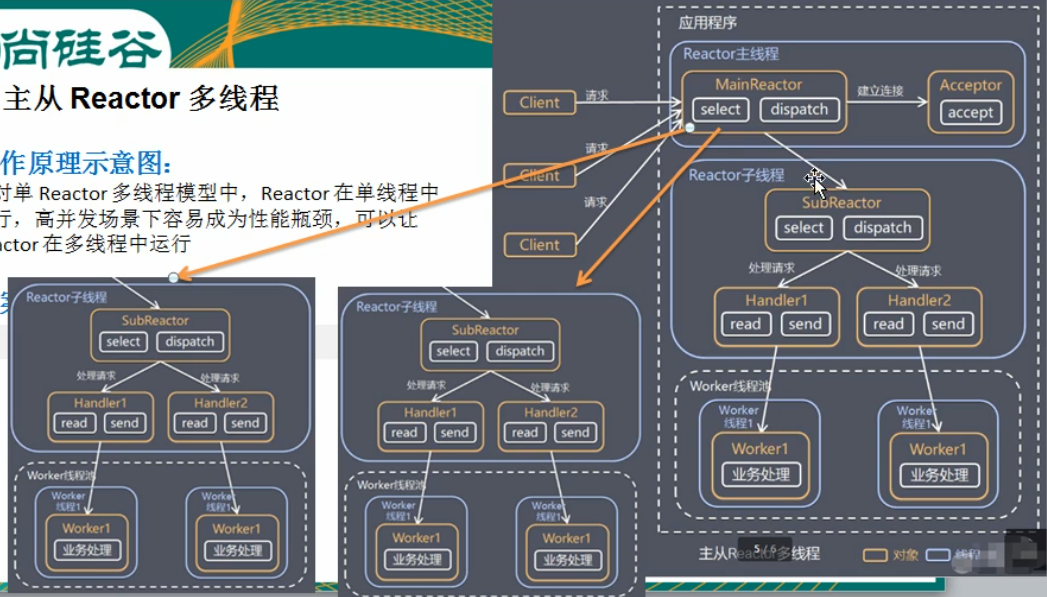 尚硅谷
主从 Reactor 多线程
作原理示意图:
对单 Reactor 多线程模型中，Reactor 在单线程中
行，高并发场景下容易成为性能瓶颈，可以让
actor 在多线程中运行
应用程序
Reactor主线程
MainReactor
select
dispatch
建立连接
Acceptor
accept
Client
请求
Client
请求
Client
请求
Reactor子线程
SubReactor
select
dispatch
处理请求
处理请求
Handler1
read
send
Handler2
read
send
Worker线程池
Worker
线程1
Worker1
业务处理
Worker
线程1
Worker1
业务处理
主从Reactor多线程
对象
线程
5 / 6
Reactor子线程
SubReactor
select
dispatch
处理请求
处理请求
Handler1
read
send
Handler2
read
send
Worker线程池
Worker
线程1
Worker1
业务处理
Worker
线程1
Worker1
业务处理
Reactor子线程
SubReactor
select
dispatch
处理请求
处理请求
Handler1
read
send
Handler2
read
send
Worker线程池
Worker
线程1
Worker1
业务处理
Worker
线程1
Worker1
业务处理